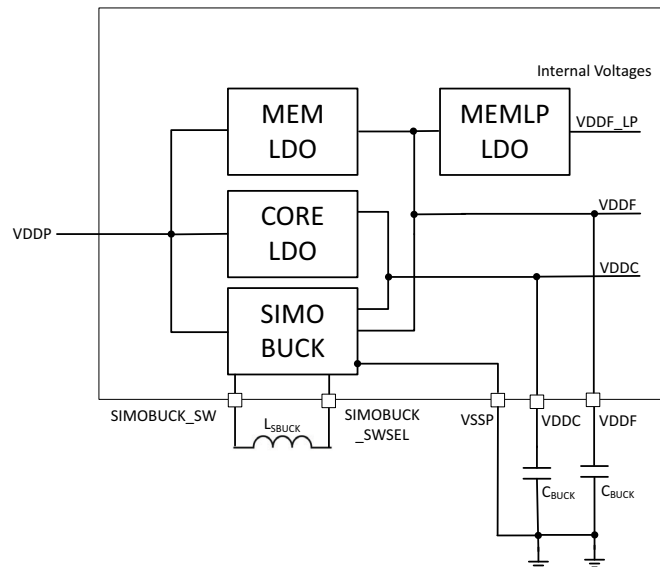 Internal Voltages
MEM
LDO
MEMLP
LDO
VDDF_LP
CORE
LDO
VDDF
VDDP
VDDC
SIMO
BUCK
SIMOBUCK_SW
LSBUCK
SIMOBUCK
_SWSEL
VSSP
VDDC
VDDF
CBUCK
CBUCK